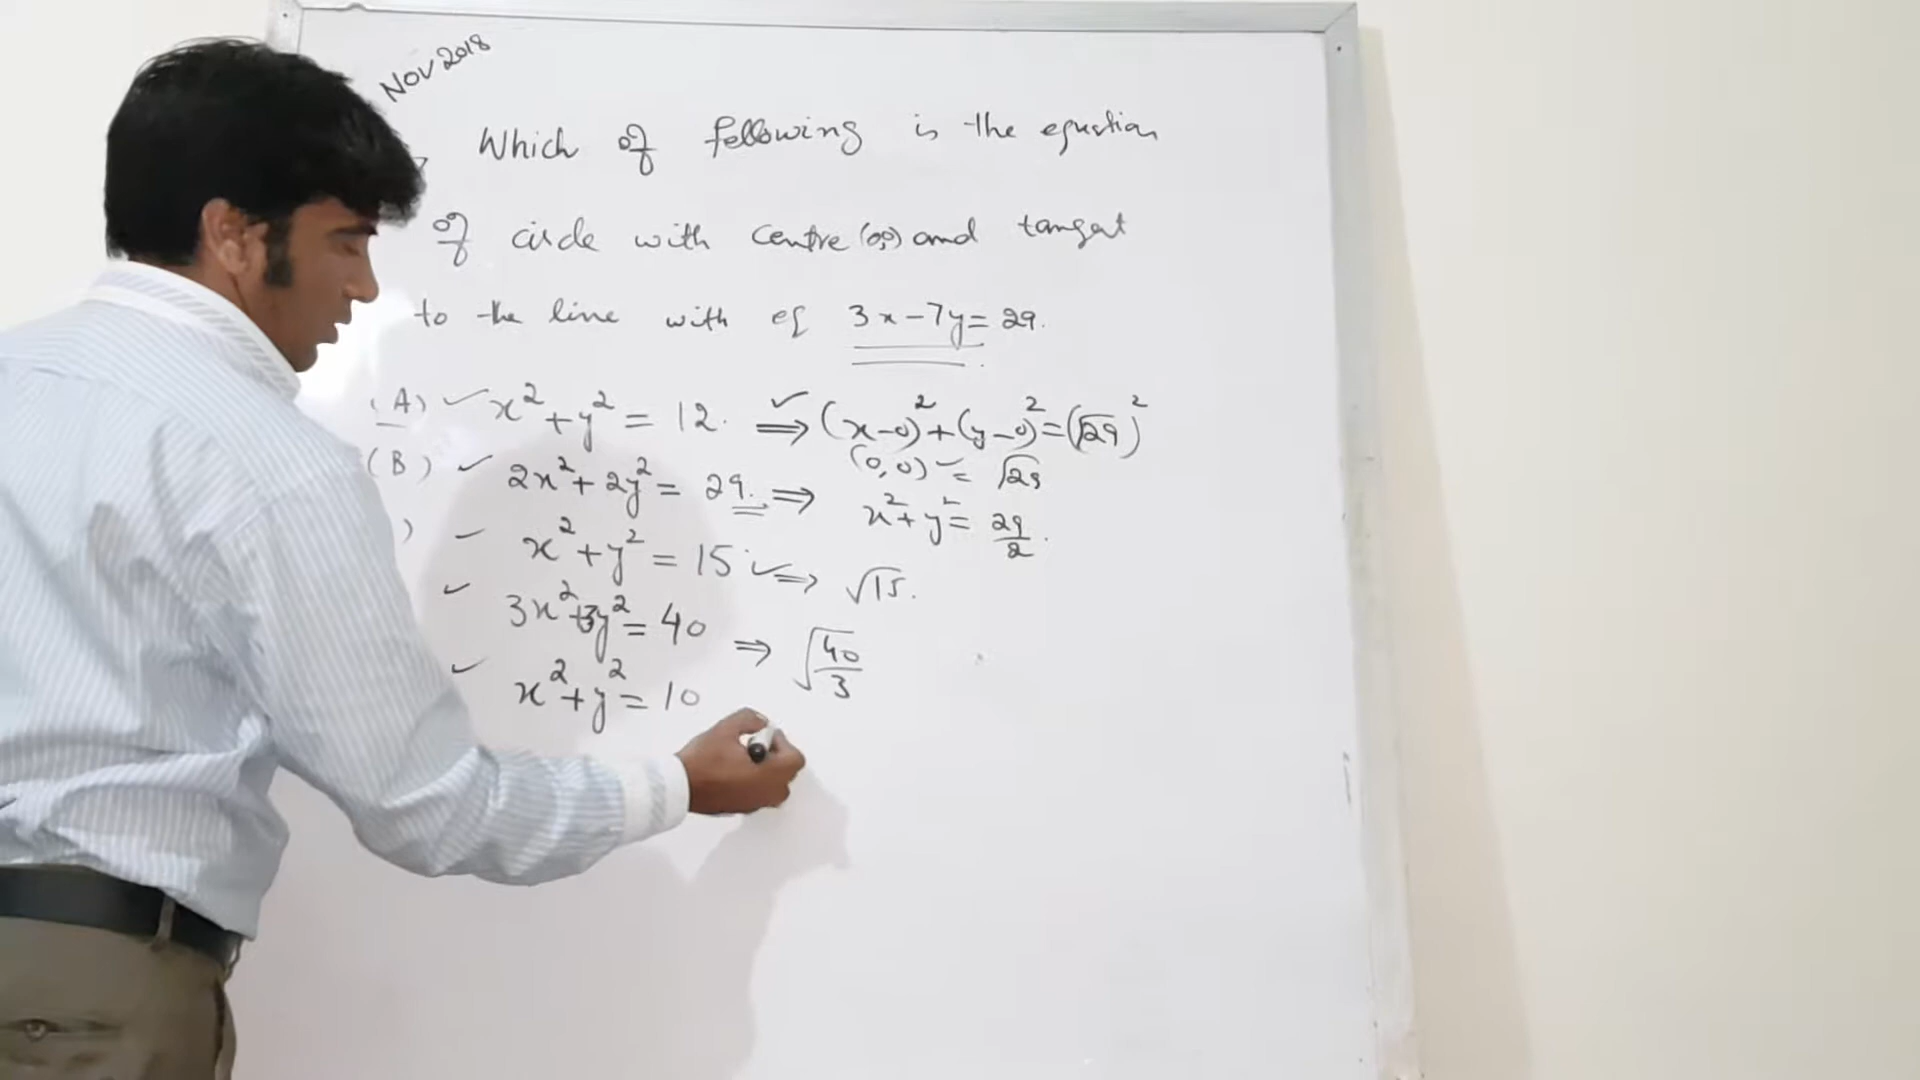 Nov 2018
Which of following is the equation
of circle with centre (0,0) and tangat
to the line with eq 3x-7y=29.
(A) ✓ x²+y² = 12. ⟹ (x-0)²+(y-0)²=(√29)²
(0,0) = √29
(B) ✓ 2x²+2y² = 29. ⟹ x²+y² = 29/2.
) x²+y² = 15 ⟹ √15.
✓ 3x²+3y² = 40 ⟹ √40/3
✓ x²+y² = 10